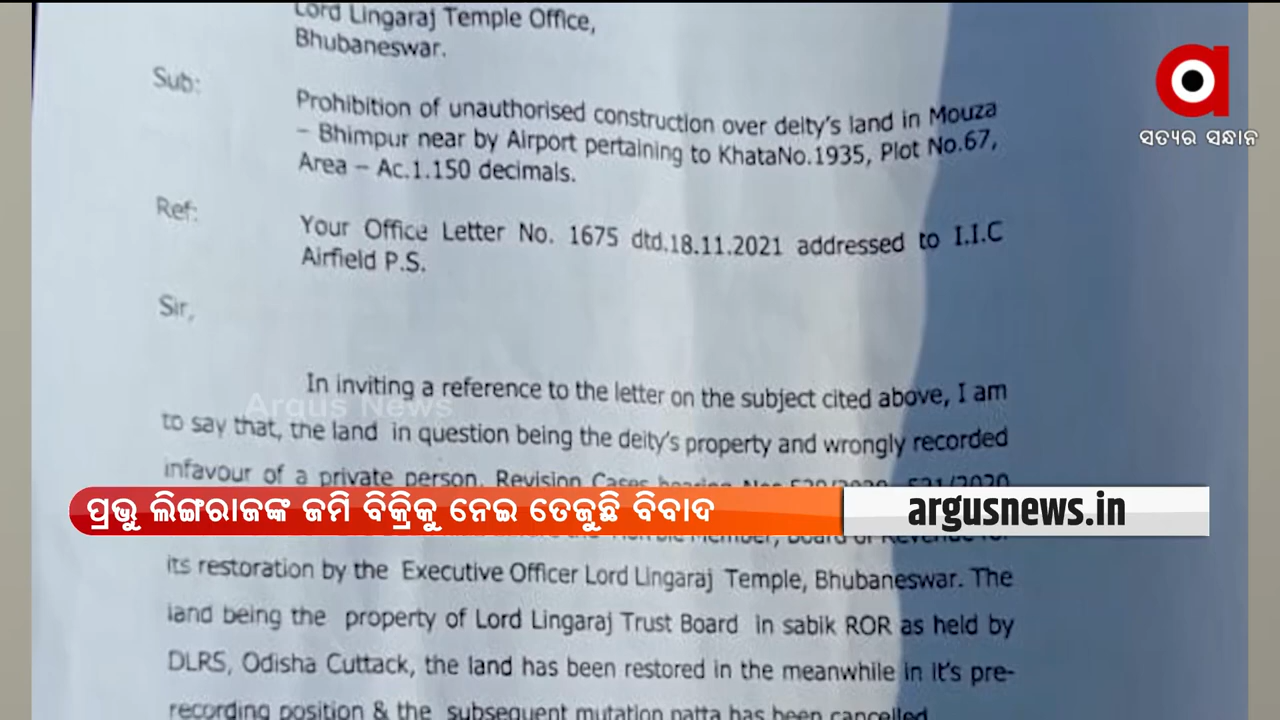 Lord Lingaraj Temple Office,
Bhubaneswar.
Sub:
Prohibition of unauthorised construction over deity's land in Mouza
– Bhimpur near by Airport pertaining to KhataNo.1935, Plot No.67,
Area – Ac.1.150 decimals.
Ref:
Your Office Letter No. 1675 dtd.18.11.2021 addressed to I.I.C
Airfield P.S.
Sir,
In inviting a reference to the letter on the subject cited above, I am
to say that, the land in question being the deity's property and wrongly recorded
infavour of a private person, Revision Cases
Member, Board of Revenue for
its restoration by the Executive Officer Lord Lingaraj Temple, Bhubaneswar. The
land being the property of Lord Lingaraj Trust Board in sabik ROR as held by
DLRS, Odisha Cuttack, the land has been restored in the meanwhile in it's pre-
recording position & the subsequent mutation patta has been cancelled
ସତ୍ୟର ସନ୍ଧାନ
Argus News
ପ୍ରଭୁ ଲିଙ୍ଗରାଜଙ୍କ ଜମି ବିକ୍ରିକୁ ନେଇ ତେଜୁଛି ବିବାଦ
argusnews.in